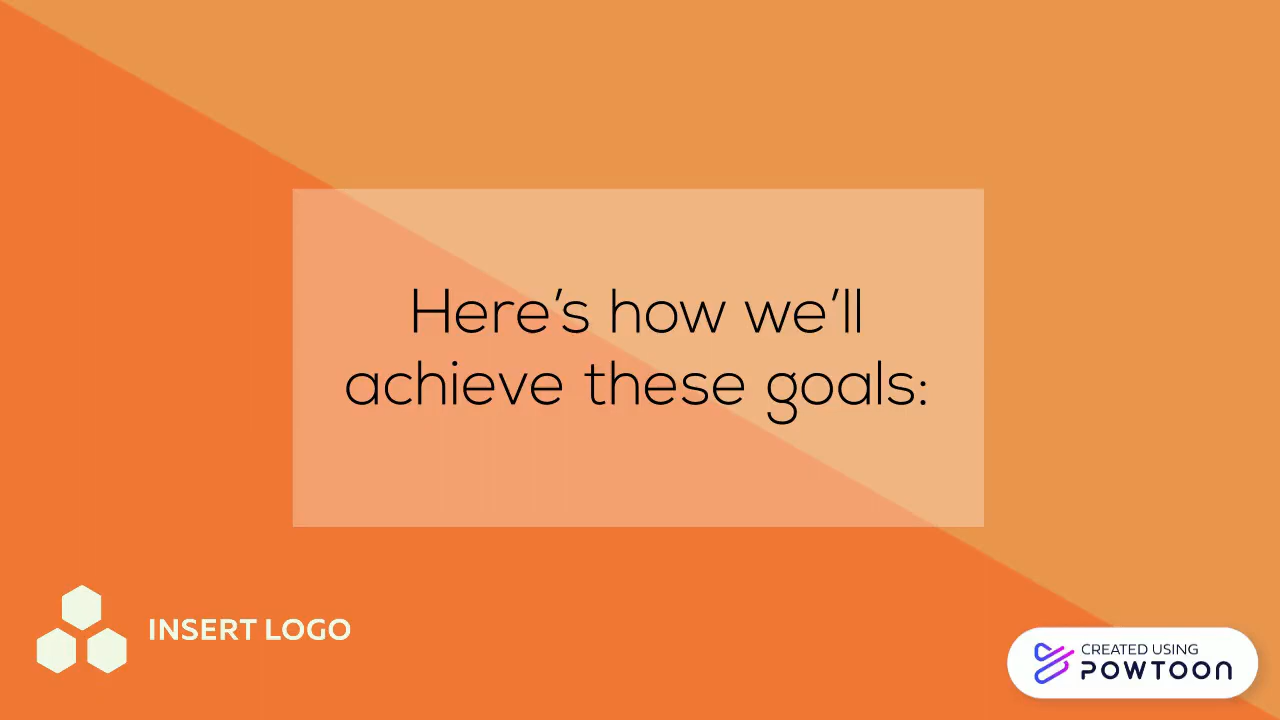 Here's how we'll
achieve these goals:
INSERT LOGO
CREATED USING
POWTOON